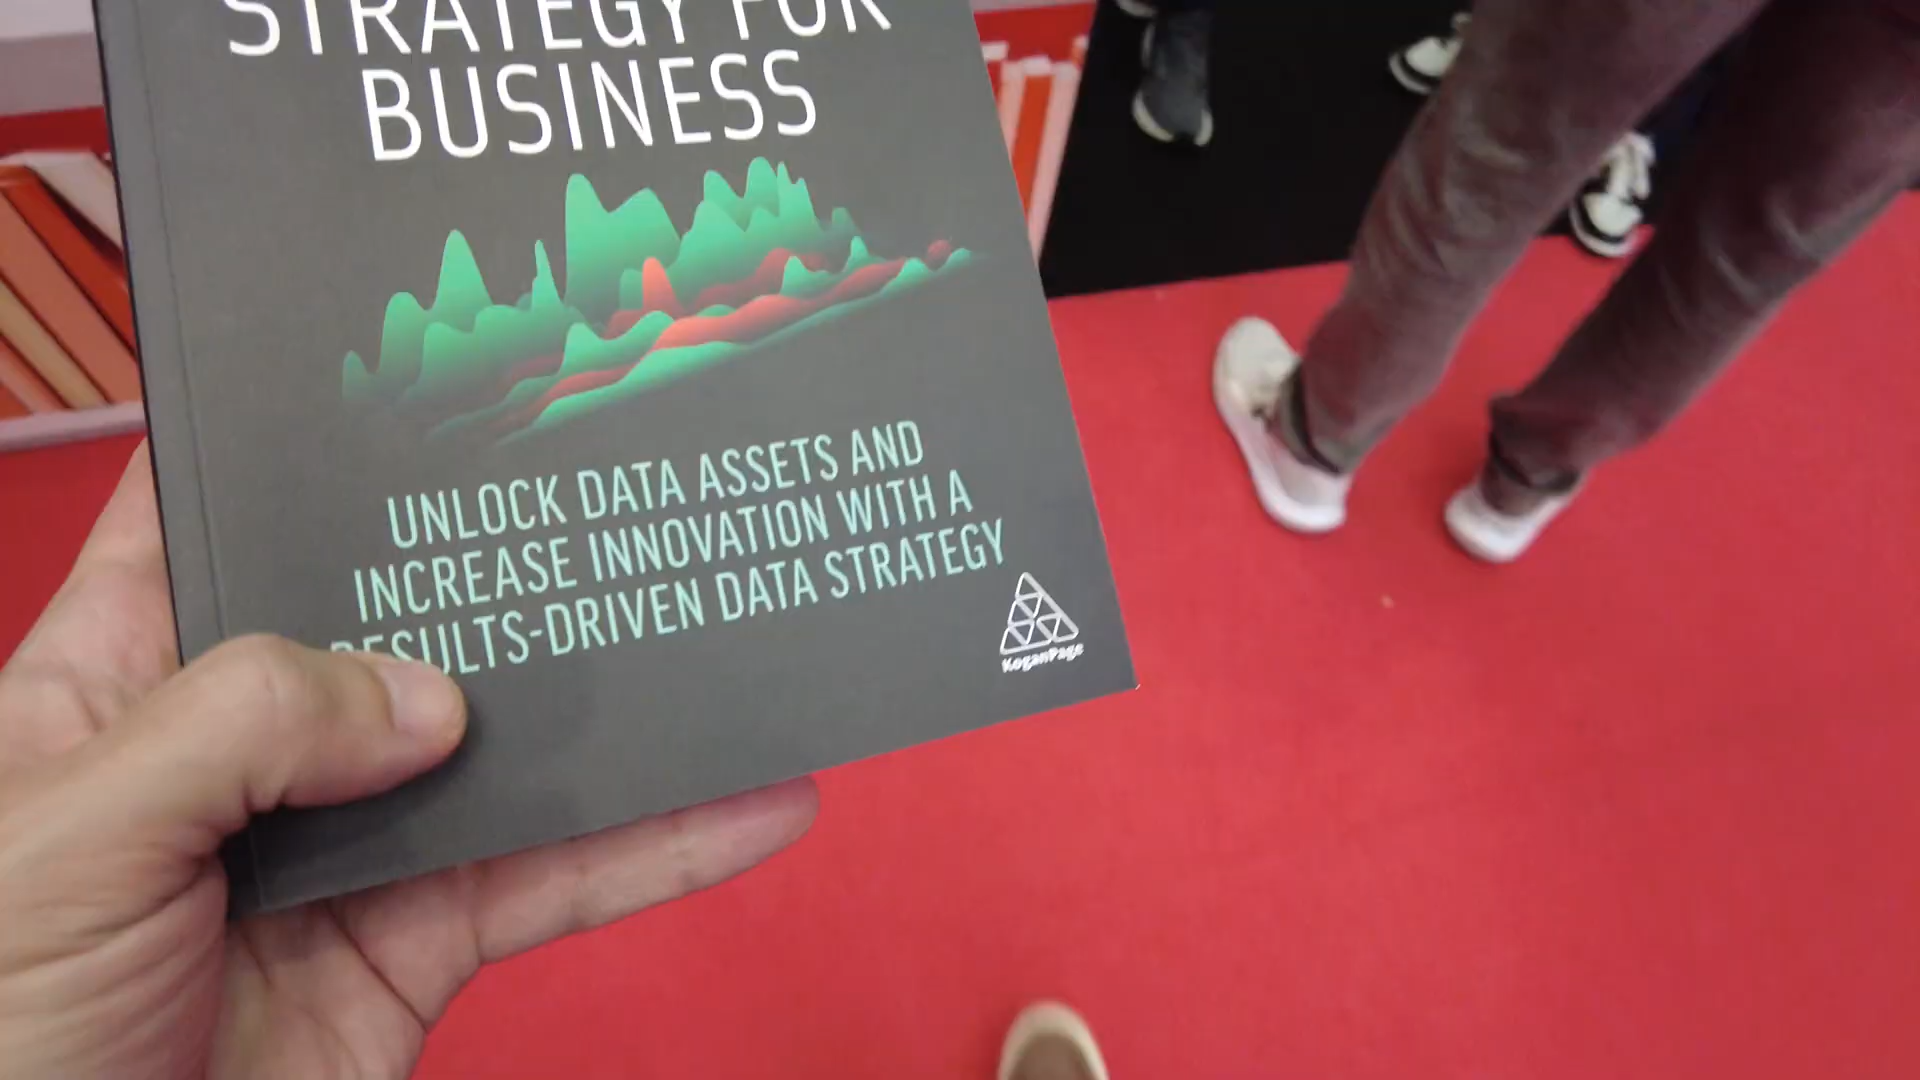 STRATEGY FOR
BUSINESS
UNLOCK DATA ASSETS AND
INCREASE INNOVATION WITH A
RESULTS-DRIVEN DATA STRATEGY
KoganPage